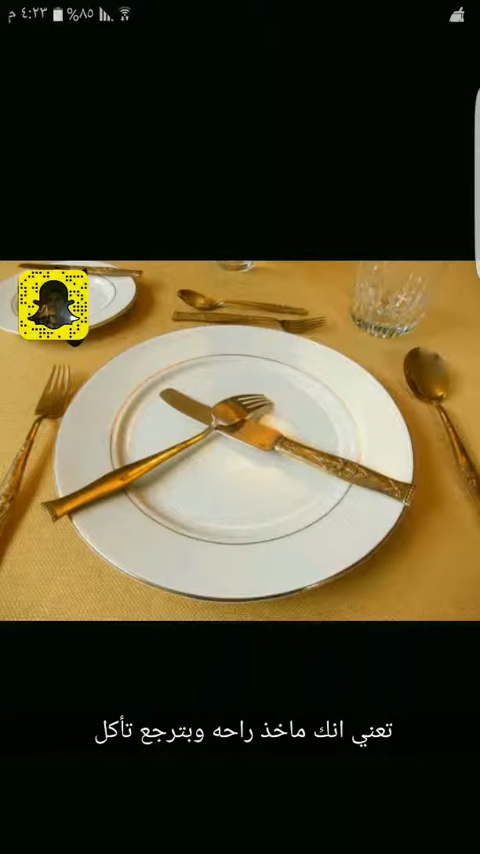 ٤:٢٣ م ٨٥%
تعني انك ماخذ راحه وبترجع تأكل